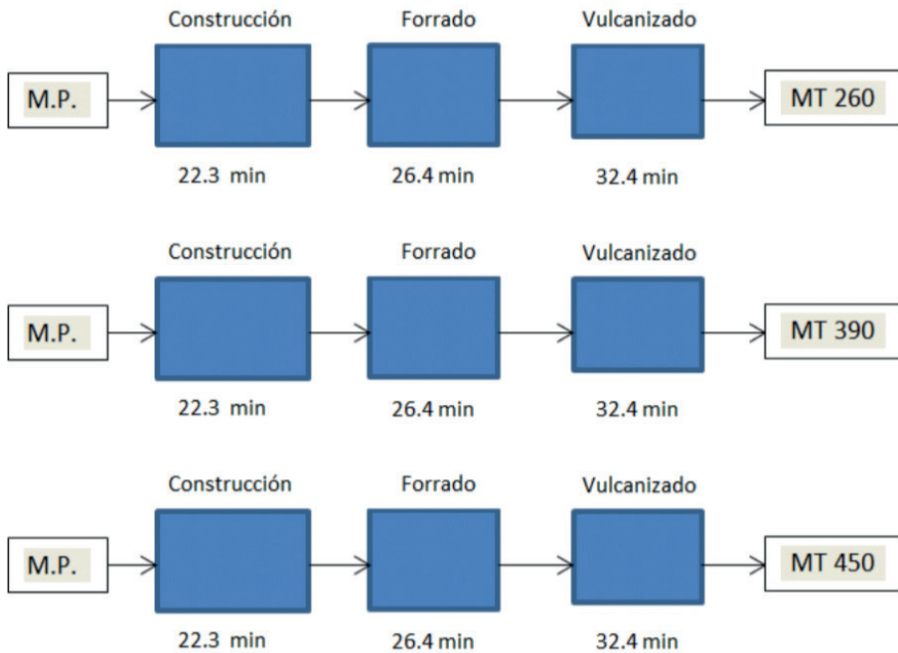 Construcción Forrado Vulcanizado
M.P. MT 260
22.3 min 26.4 min 32.4 min
Construcción Forrado Vulcanizado
M.P. MT 390
22.3 min 26.4 min 32.4 min
Construcción Forrado Vulcanizado
M.P. MT 450
22.3 min 26.4 min 32.4 min